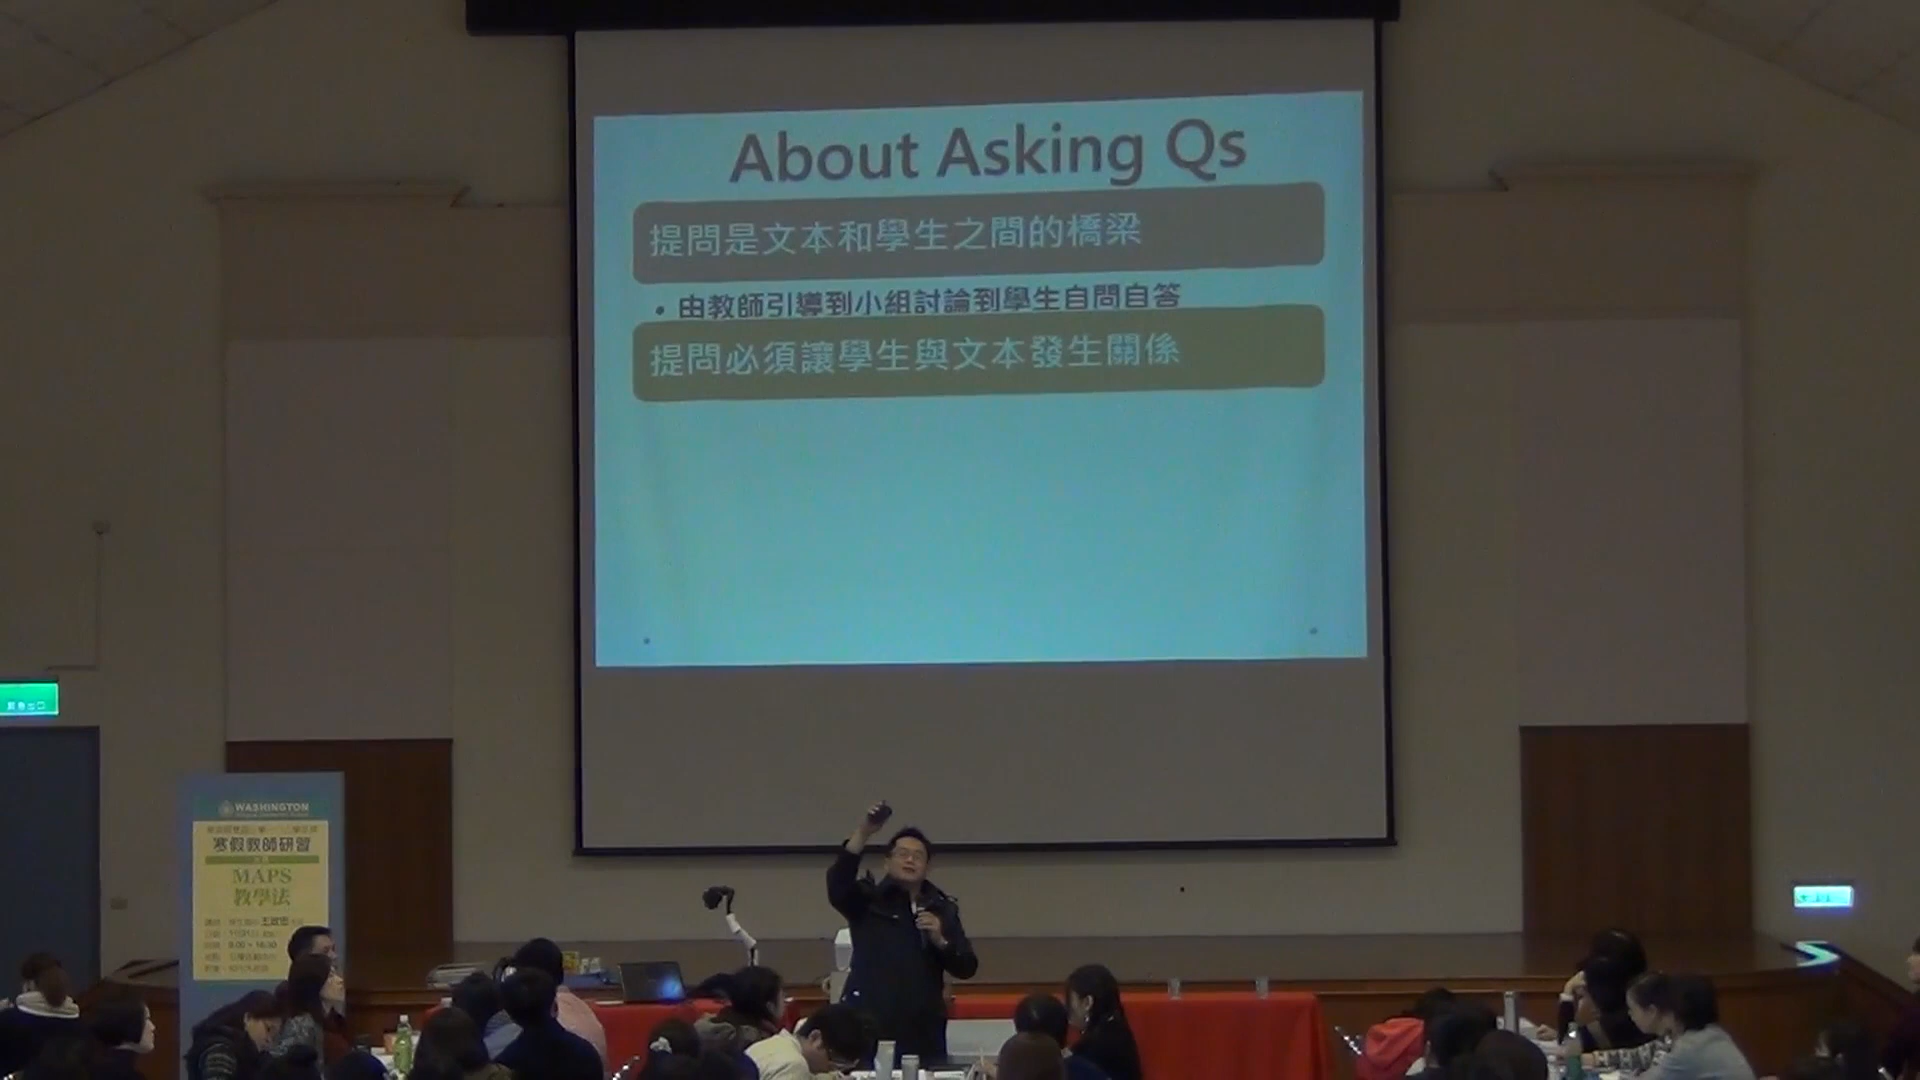 About Asking Qs
提問是文本和學生之間的橋梁
• 由教師引導到小組討論到學生自問自答
提問必須讓學生與文本發生關係
WASHINGTON
寒假教師研習
MAPS
教學法